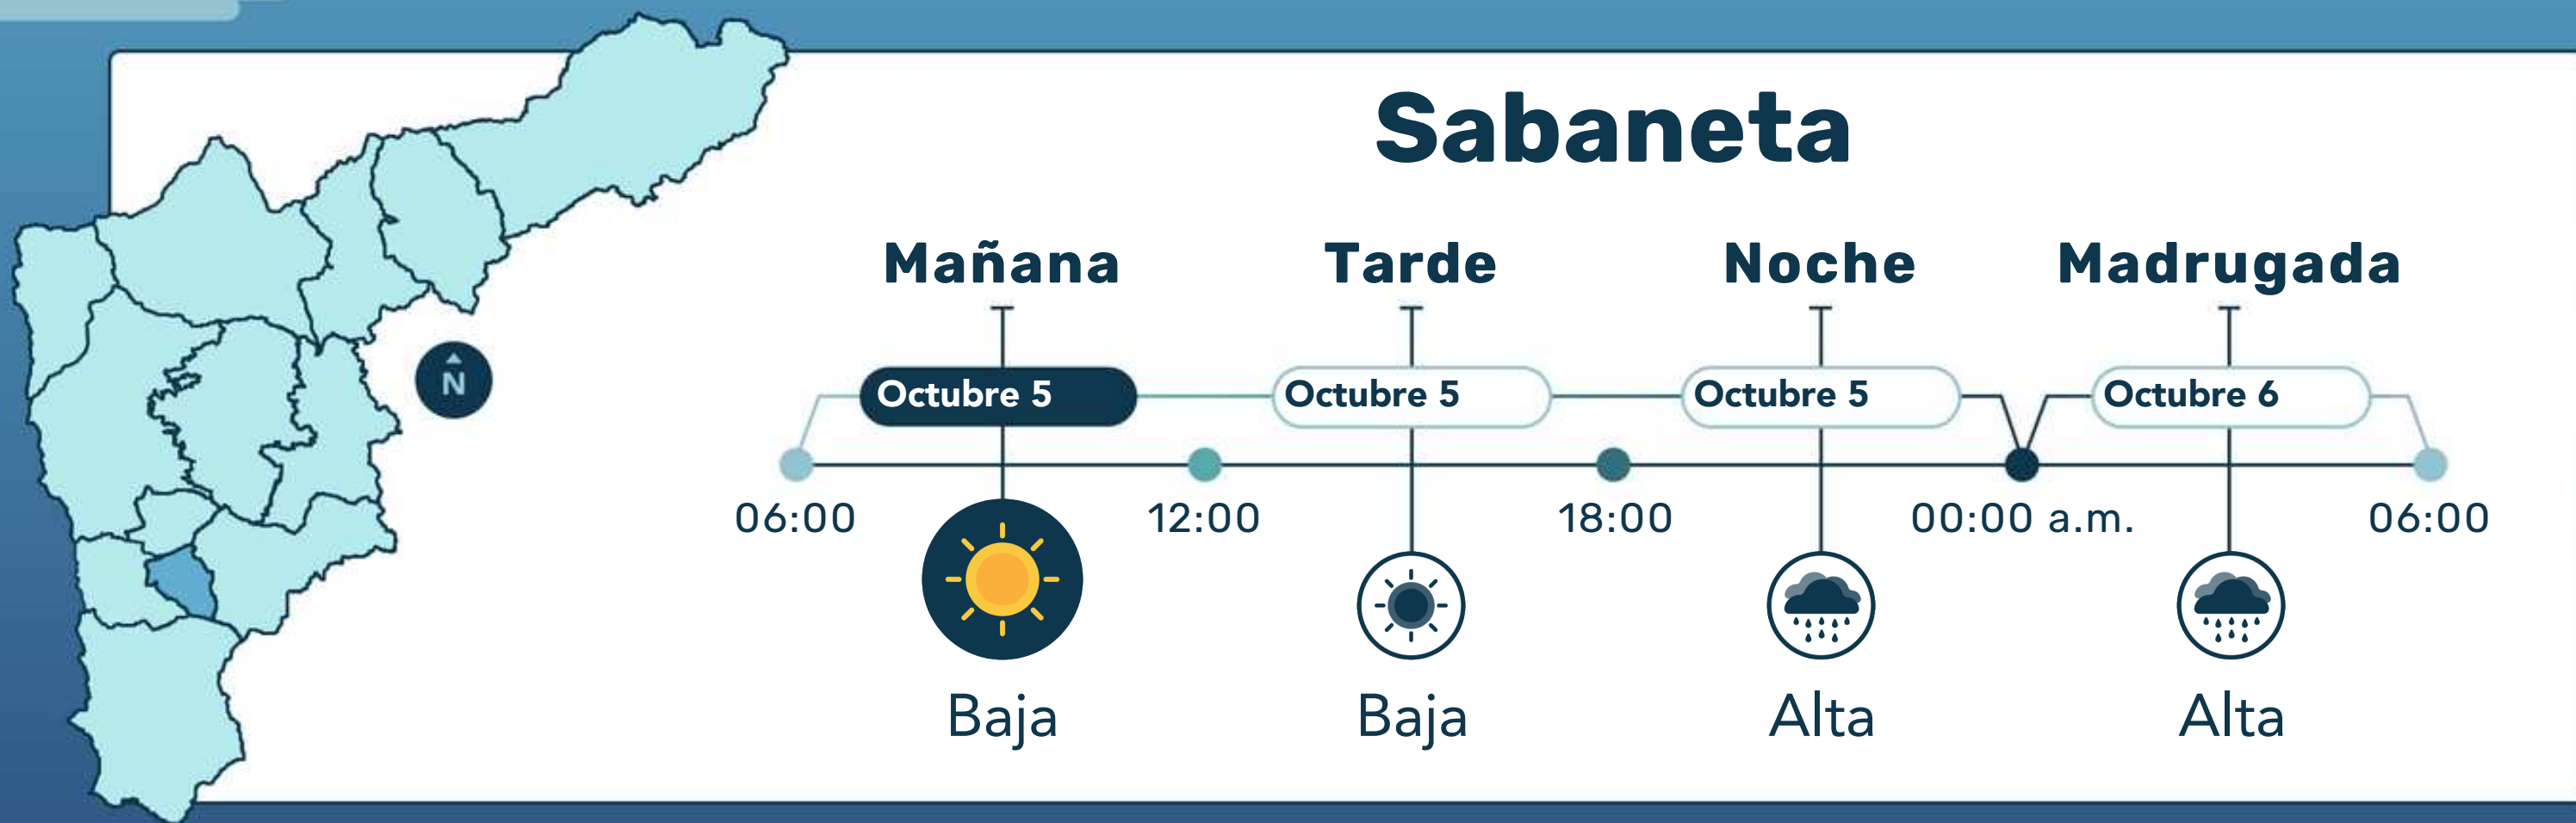 Sabaneta
Mañana Tarde Noche Madrugada
Octubre 5 Octubre 5 Octubre 5 Octubre 6
N
06:00 12:00 18:00 00:00 a.m. 06:00
Baja Baja Alta Alta